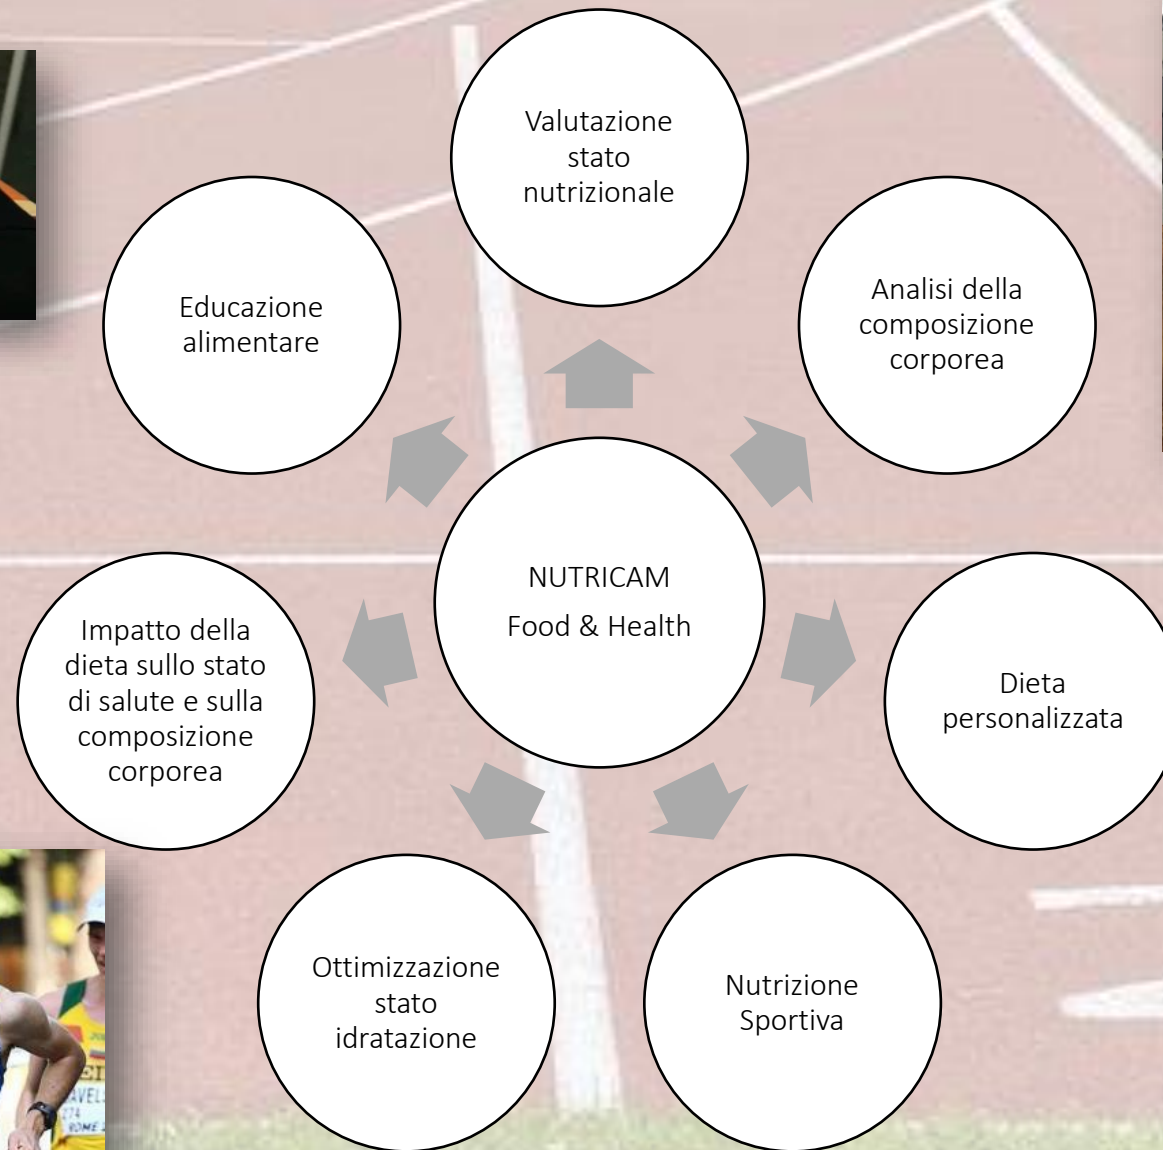 Valutazione
stato
nutrizionale
Analisi della
composizione
corporea
Dieta
personalizzata
Nutrizione
Sportiva
Ottimizzazione
stato
idratazione
Impatto della
dieta sullo stato
di salute e sulla
composizione
corporea
Educazione
alimentare
NUTRICAM
Food & Health
ROME